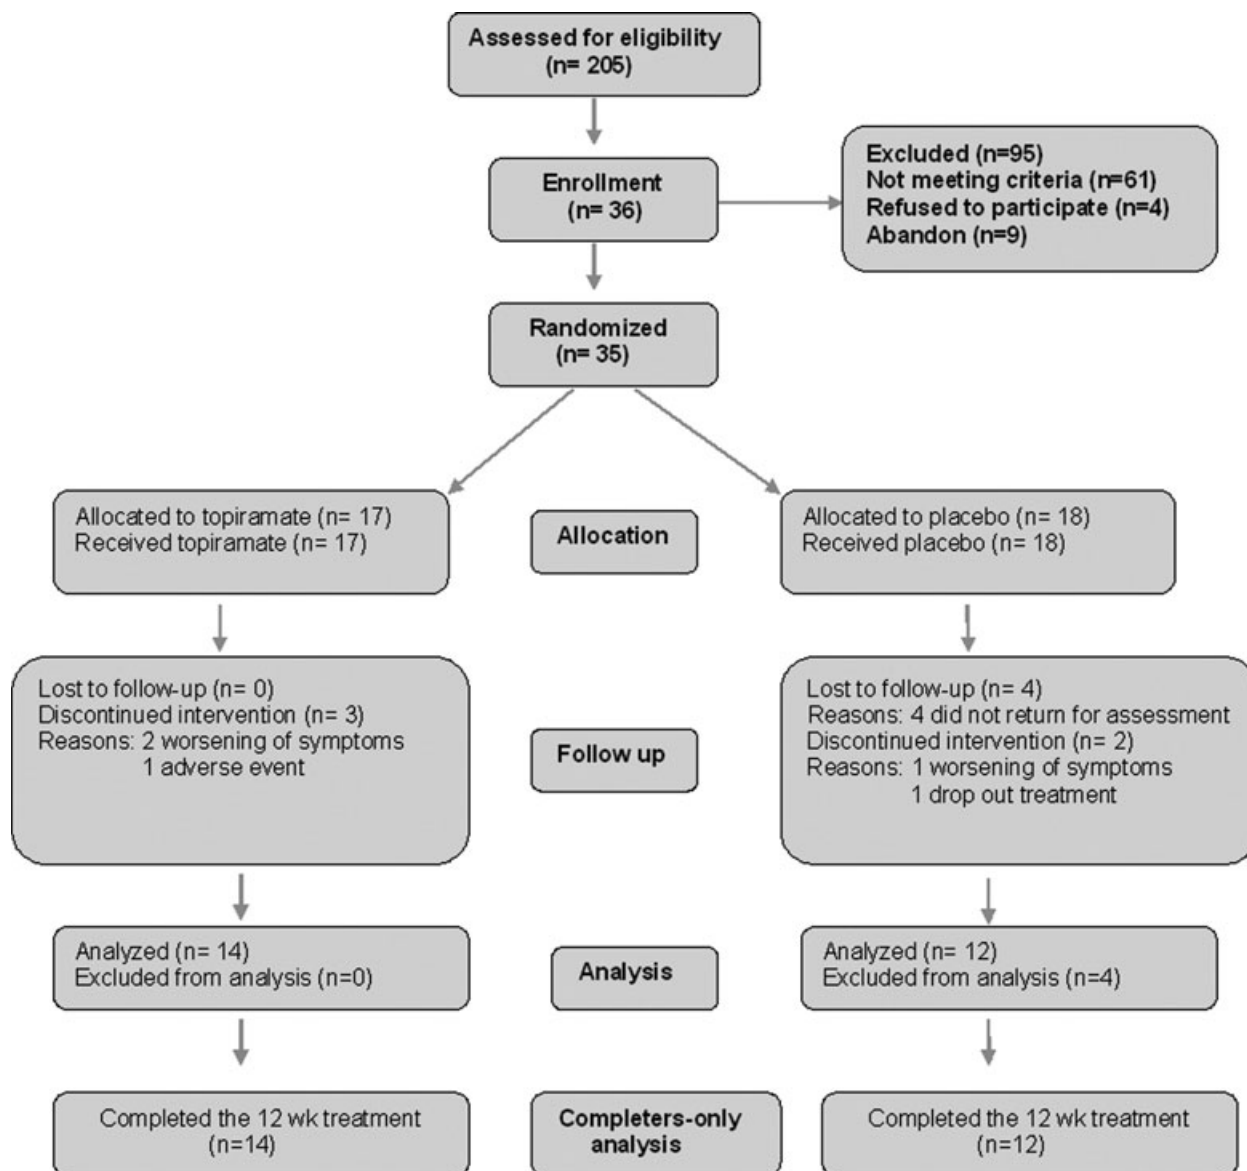 Assessed for eligibility
(n= 205)
Enrollment
(n= 36)
Excluded (n=95)
Not meeting criteria (n=61)
Refused to participate (n=4)
Abandon (n=9)
Randomized
(n= 35)
Allocated to topiramate (n= 17)
Received topiramate (n= 17)
Allocation
Allocated to placebo (n= 18)
Received placebo (n= 18)
Lost to follow-up (n= 0)
Discontinued intervention (n= 3)
Reasons: 2 worsening of symptoms
1 adverse event
Follow up
Lost to follow-up (n= 4)
Reasons: 4 did not return for assessment
Discontinued intervention (n= 2)
Reasons: 1 worsening of symptoms
1 drop out treatment
Analyzed (n= 14)
Excluded from analysis (n=0)
Analysis
Analyzed (n= 12)
Excluded from analysis (n=4)
Completed the 12 wk treatment
(n=14)
Completers-only
analysis
Completed the 12 wk treatment
(n=12)